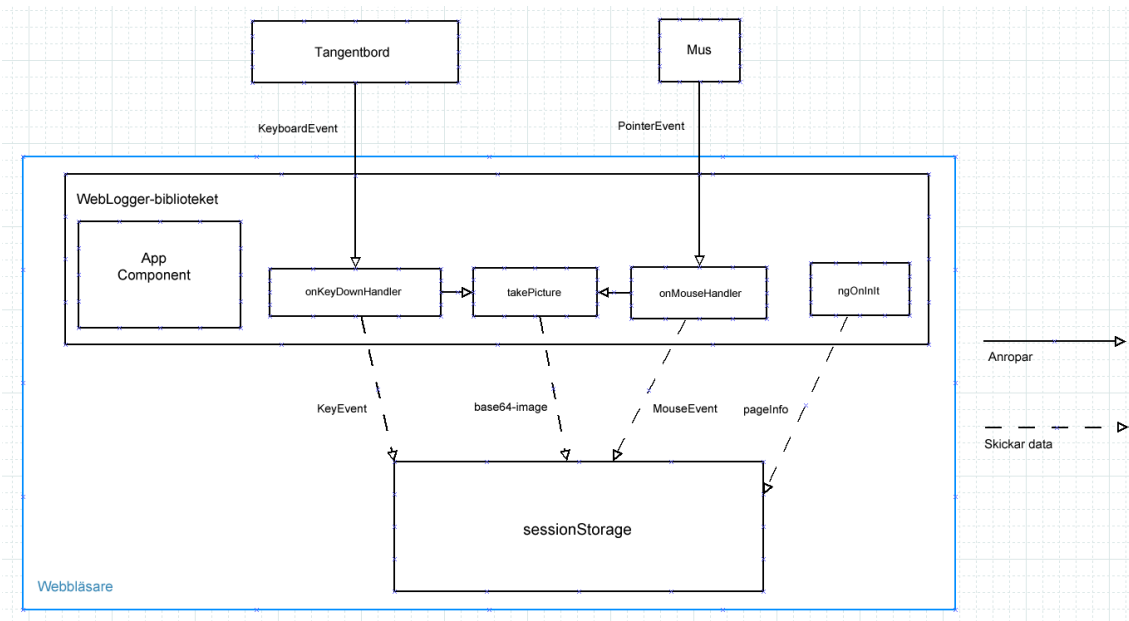 Tangentbord
Mus
KeyboardEvent
PointerEvent
WebLogger-biblioteket
App
Component
onKeyDownHandler
takePicture
onMouseHandler
ngOnInIt
Anropar
KeyEvent
base64-image
MouseEvent
pageInfo
Skickar data
sessionStorage
Webbläsare